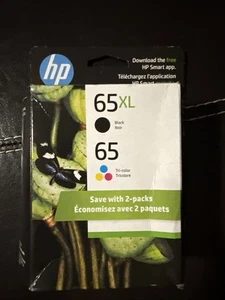 hp
Download the free
HP Smart app.
Téléchargez l'application
65XL
Black
Noir
65
Tri-color
Tricolore
Save with 2-packs
Économisez avec 2 paquets